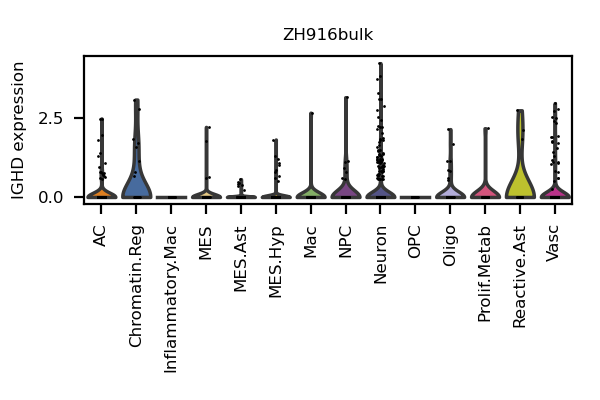 ZH916bulk
IGHD expression
2.5
0.0
AC
Chromatin.Reg
Inflammatory.Mac
MES
MES.Ast
MES.Hyp
Mac
NPC
Neuron
OPC
Oligo
Prolif.Metab
Reactive.Ast
Vasc